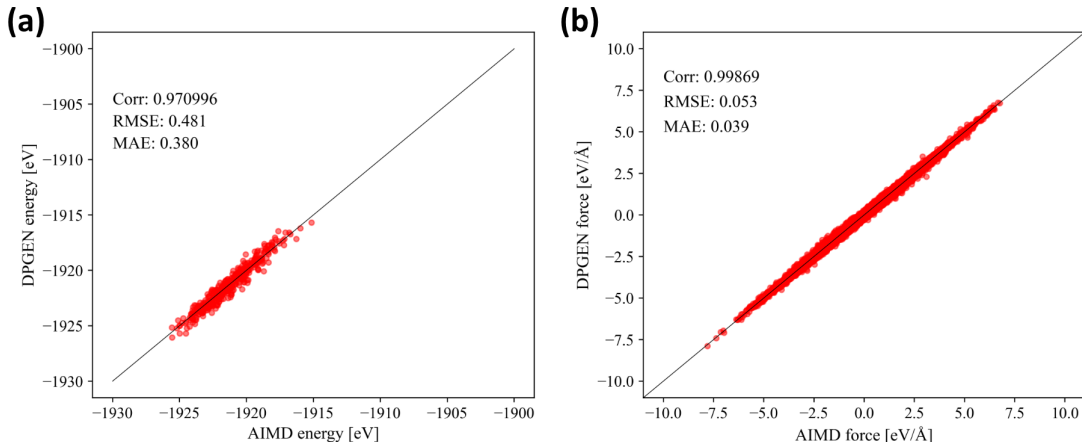 (a)
−1900
−1905
−1910
−1915
−1920
−1925
−1930
DPGEN energy [eV]
Corr: 0.970996
RMSE: 0.481
MAE: 0.380
−1930
−1925
−1920
−1915
−1910
−1905
−1900
AIMD energy [eV]
(b)
10.0
7.5
5.0
2.5
0.0
−2.5
−5.0
−7.5
−10.0
DPGEN force [eV/Å]
Corr: 0.99869
RMSE: 0.053
MAE: 0.039
−10.0
−7.5
−5.0
−2.5
0.0
2.5
5.0
7.5
10.0
AIMD force [eV/Å]